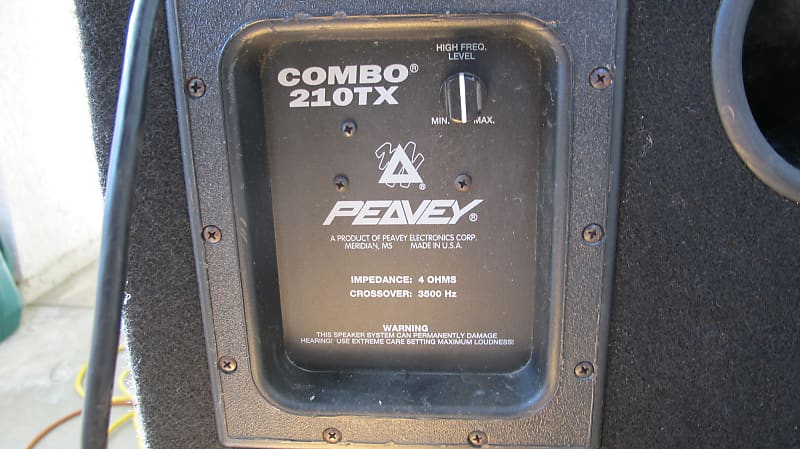 HIGH FREQ.
LEVEL
COMBO®
210TX
MIN. MAX.
®
PEAVEY®
A PRODUCT OF PEAVEY ELECTRONICS CORP.
MERIDIAN, MS MADE IN U.S.A.
IMPEDANCE: 4 OHMS
CROSSOVER: 3500 Hz
WARNING
THIS SPEAKER SYSTEM CAN PERMANENTLY DAMAGE
HEARING! USE EXTREME CARE SETTING MAXIMUM LOUDNESS!